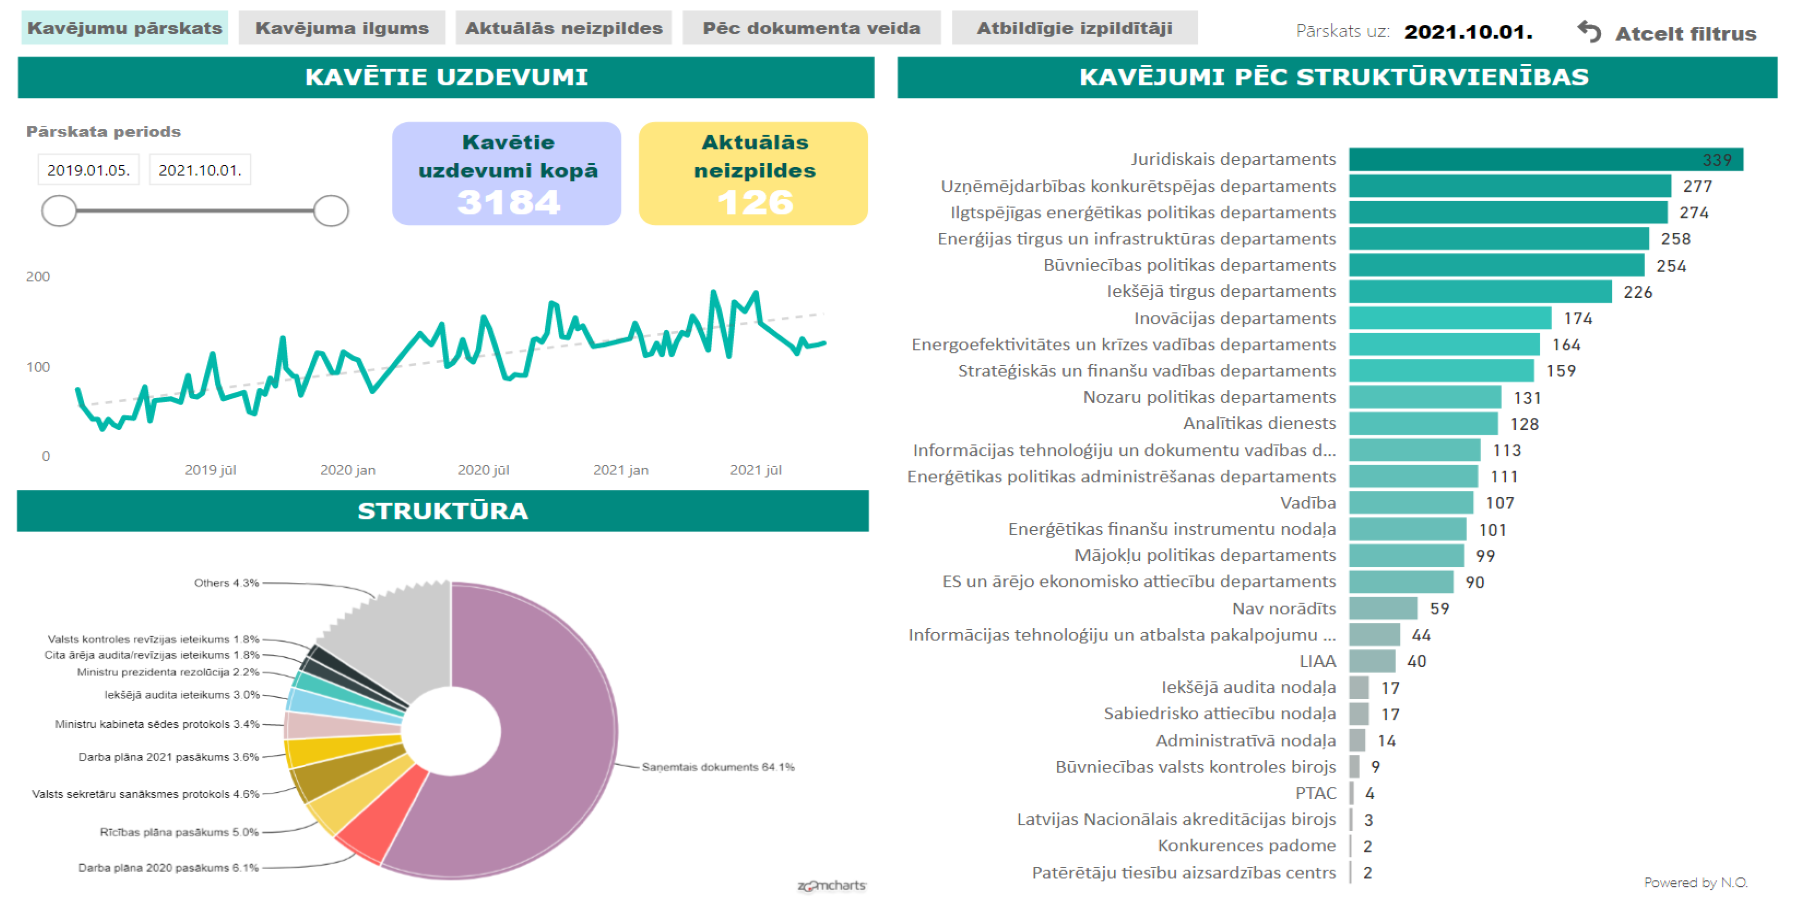 Kavējumu pārskats
Kavējuma ilgums
Aktuālās neizpildes
Pēc dokumenta veida
Atbildīgie izpildītāji
Pārskats uz: 2021.10.01.
Atcelt filtrus
KAVĒTIE UZDEVUMI
Pārskata periods
2019.01.05.
2021.10.01.
Kavētie
uzdevumi kopā
3184
Aktuālās
neizpildes
126
200
100
0
2019 jūl
2020 jan
2020 jūl
2021 jan
2021 jūl
STRUKTŪRA
Others 4.3%
Valsts kontroles revīzijas ieteikums 1.8%
Cita ārēja audita/revīzijas ieteikums 1.8%
Ministru prezidenta rezolūcija 2.2%
Iekšējā audita ieteikums 3.0%
Ministru kabineta sēdes protokols 3.4%
Darba plāna 2021 pasākums 3.6%
Valsts sekretāru sanāksmes protokols 4.6%
Rīcības plāna pasākums 5.0%
Darba plāna 2020 pasākums 6.1%
Saņemtais dokuments 64.1%
zoomcharts
KAVĒJUMI PĒC STRUKTŪRVIENĪBAS
Juridiskais departaments 339
Uzņēmējdarbības konkurētspējas departaments 277
Ilgtspējīgas enerģētikas politikas departaments 274
Enerģijas tirgus un infrastruktūras departaments 258
Būvniecības politikas departaments 254
Iekšējā tirgus departaments 226
Inovācijas departaments 174
Energoefektivitātes un krīzes vadības departaments 164
Stratēģiskās un finanšu vadības departaments 159
Nozaru politikas departaments 131
Analītikas dienests 128
Informācijas tehnoloģiju un dokumentu vadības d... 113
Enerģētikas politikas administrēšanas departaments 111
Vadība 107
Enerģētikas finanšu instrumentu nodaļa 101
Mājokļu politikas departaments 99
ES un ārējo ekonomisko attiecību departaments 90
Nav norādīts 59
Informācijas tehnoloģiju un atbalsta pakalpojumu ... 44
LIAA 40
Iekšējā audita nodaļa 17
Sabiedrisko attiecību nodaļa 17
Administratīvā nodaļa 14
Būvniecības valsts kontroles birojs 9
PTAC 4
Latvijas Nacionālais akreditācijas birojs 3
Konkurences padome 2
Patērētāju tiesību aizsardzības centrs 2
Powered by N.O.